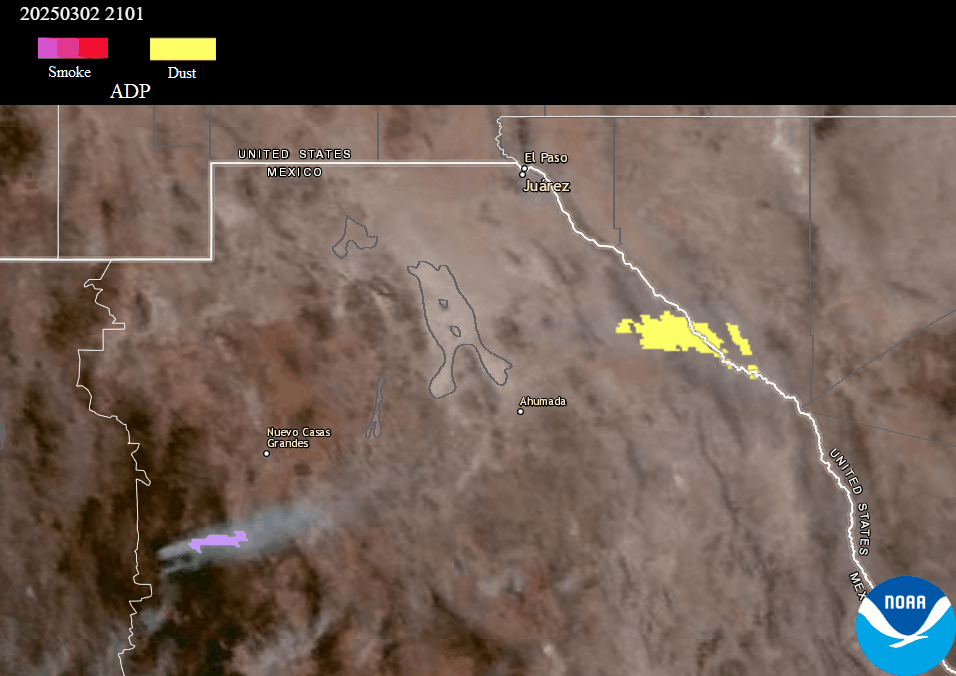 20250302 2101
Smoke
Dust
ADP
UNITED STATES
MEXICO
El Paso
Juárez
Ahumada
Nuevo Casas
Grandes
UNITED STATES
MEX
NOAA